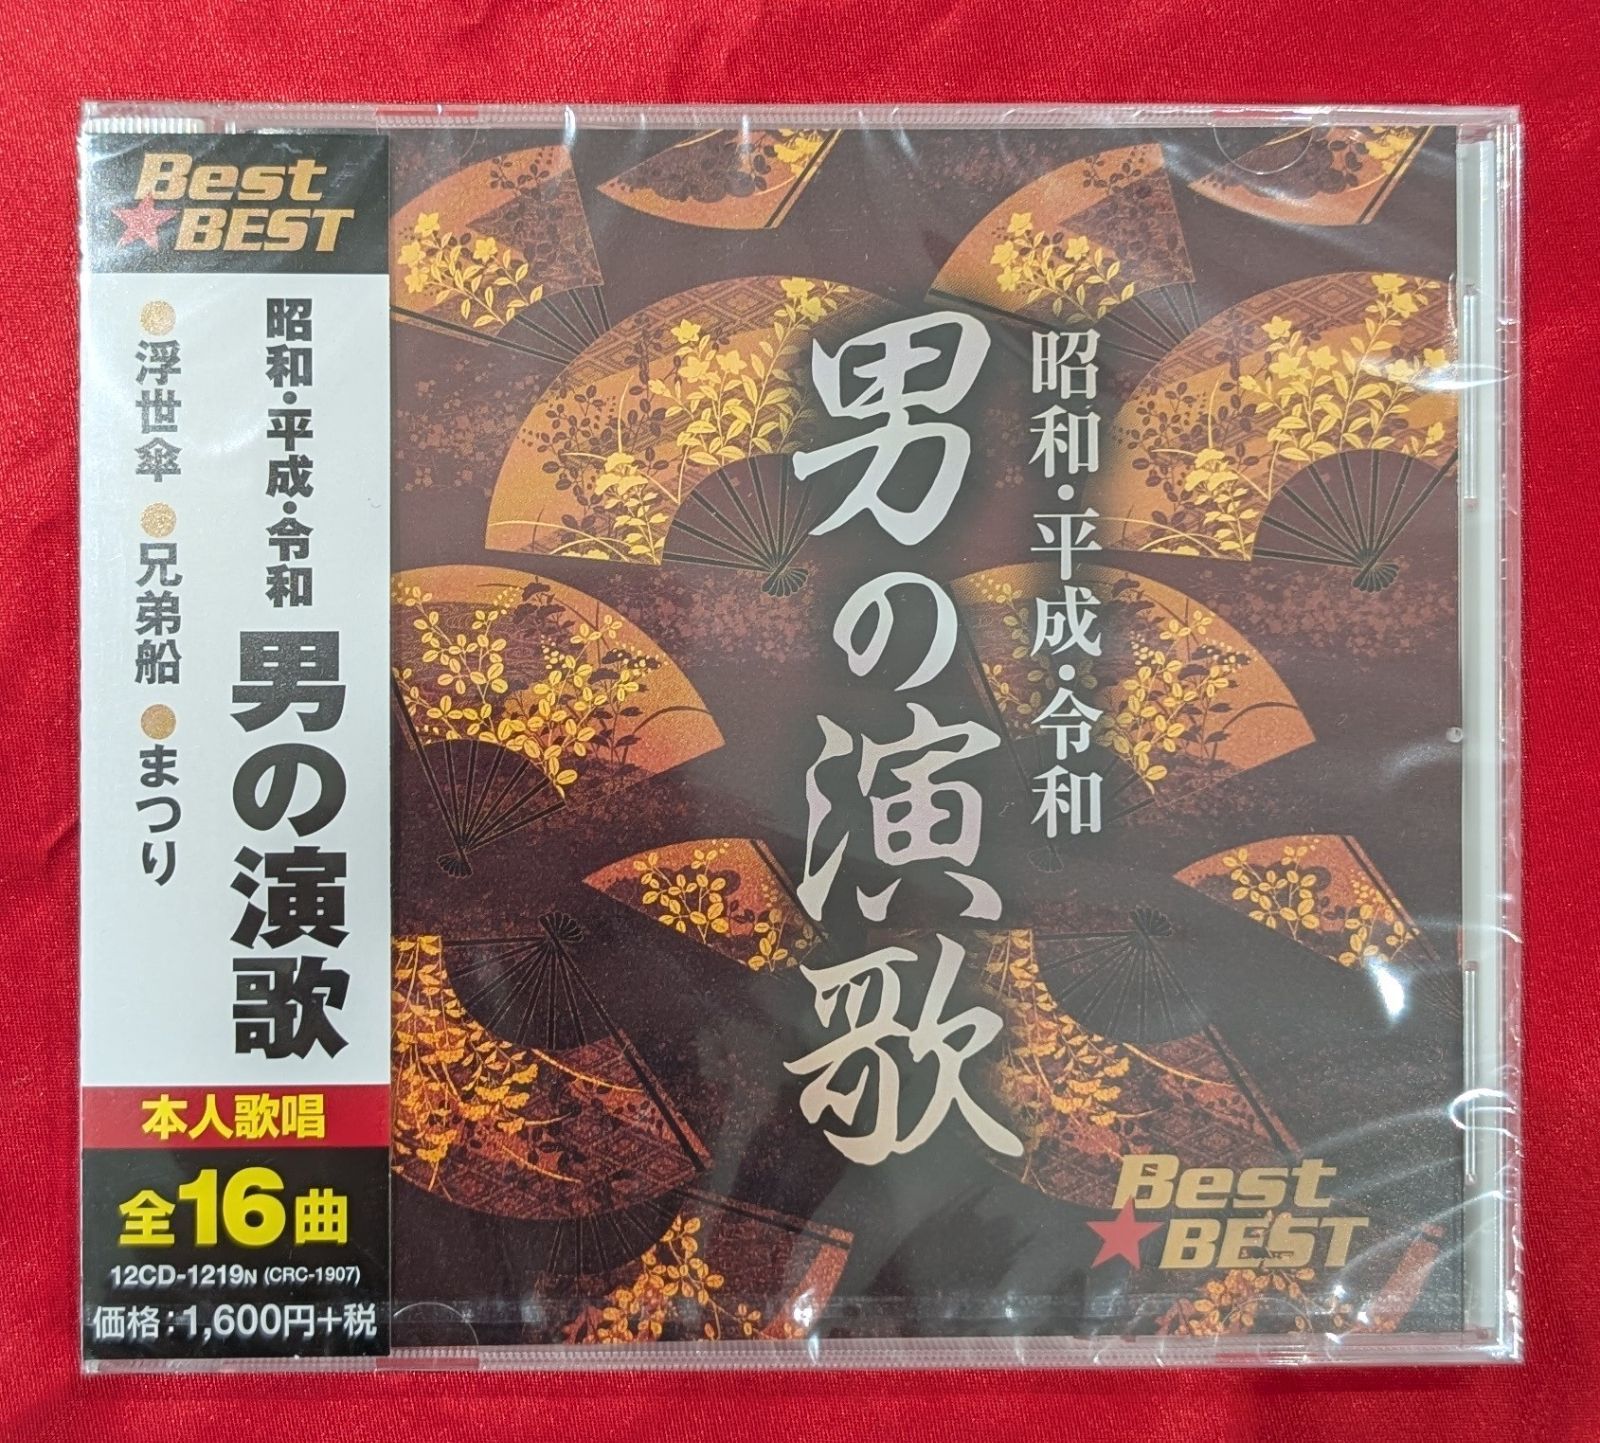 Best
★BEST
昭和・平成・令和 男の演歌
●浮世傘 ●兄弟船 ●まつり
本人歌唱
全16曲
12CD-1219N (CRC-1907)
価格:1,600円+税
昭和・平成・令和
男の演歌
Best
★BEST